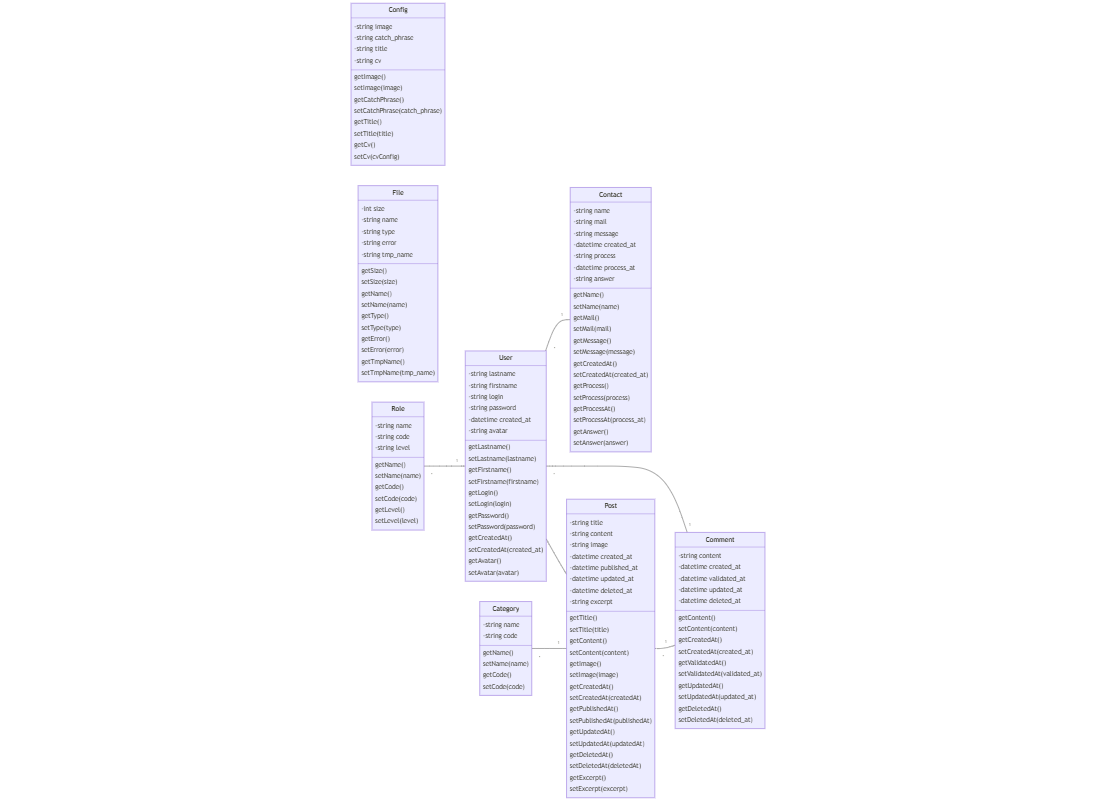 Config
-string image
-string catch_phrase
-string title
-string cv
getImage()
setImage(image)
getCatchPhrase()
setCatchPhrase(catch_phrase)
getTitle()
setTitle(title)
getCv()
setCv(cvConfig)
File
-int size
-string name
-string type
-string error
-string tmp_name
getSize()
setSize(size)
getName()
setName(name)
getType()
setType(type)
getError()
setError(error)
getTmpName()
setTmpName(tmp_name)
Contact
-string name
-string mail
-string message
-datetime created_at
-string process
-datetime process_at
-string answer
getName()
setName(name)
getMail()
setMail(mail)
getMessage()
setMessage(message)
getCreatedAt()
setCreatedAt(created_at)
getProcess()
setProcess(process)
getProcessAt()
setProcessAt(process_at)
getAnswer()
setAnswer(answer)
User
-string lastname
-string firstname
-string login
-string password
-datetime created_at
-string avatar
getLastname()
setLastname(lastname)
getFirstname()
setFirstname(firstname)
getLogin()
setLogin(login)
getPassword()
setPassword(password)
getCreatedAt()
setCreatedAt(created_at)
getAvatar()
setAvatar(avatar)
Role
-string name
-string code
-string level
getName()
setName(name)
getCode()
setCode(code)
getLevel()
setLevel(level)
Post
-string title
-string content
-string image
-datetime created_at
-datetime published_at
-datetime updated_at
-datetime deleted_at
-string excerpt
getTitle()
setTitle(title)
getContent()
setContent(content)
getImage()
setImage(image)
getCreatedAt()
setCreatedAt(createdAt)
getPublishedAt()
setPublishedAt(publishedAt)
getUpdatedAt()
setUpdatedAt(updatedAt)
getDeletedAt()
setDeletedAt(deletedAt)
getExcerpt()
setExcerpt(excerpt)
Comment
-string content
-datetime created_at
-datetime validated_at
-datetime updated_at
-datetime deleted_at
getContent()
setContent(content)
getCreatedAt()
setCreatedAt(created_at)
getValidatedAt()
setValidatedAt(validated_at)
getUpdatedAt()
setUpdatedAt(updated_at)
getDeletedAt()
setDeletedAt(deleted_at)
Category
-string name
-string code
getName()
setName(name)
getCode()
setCode(code)